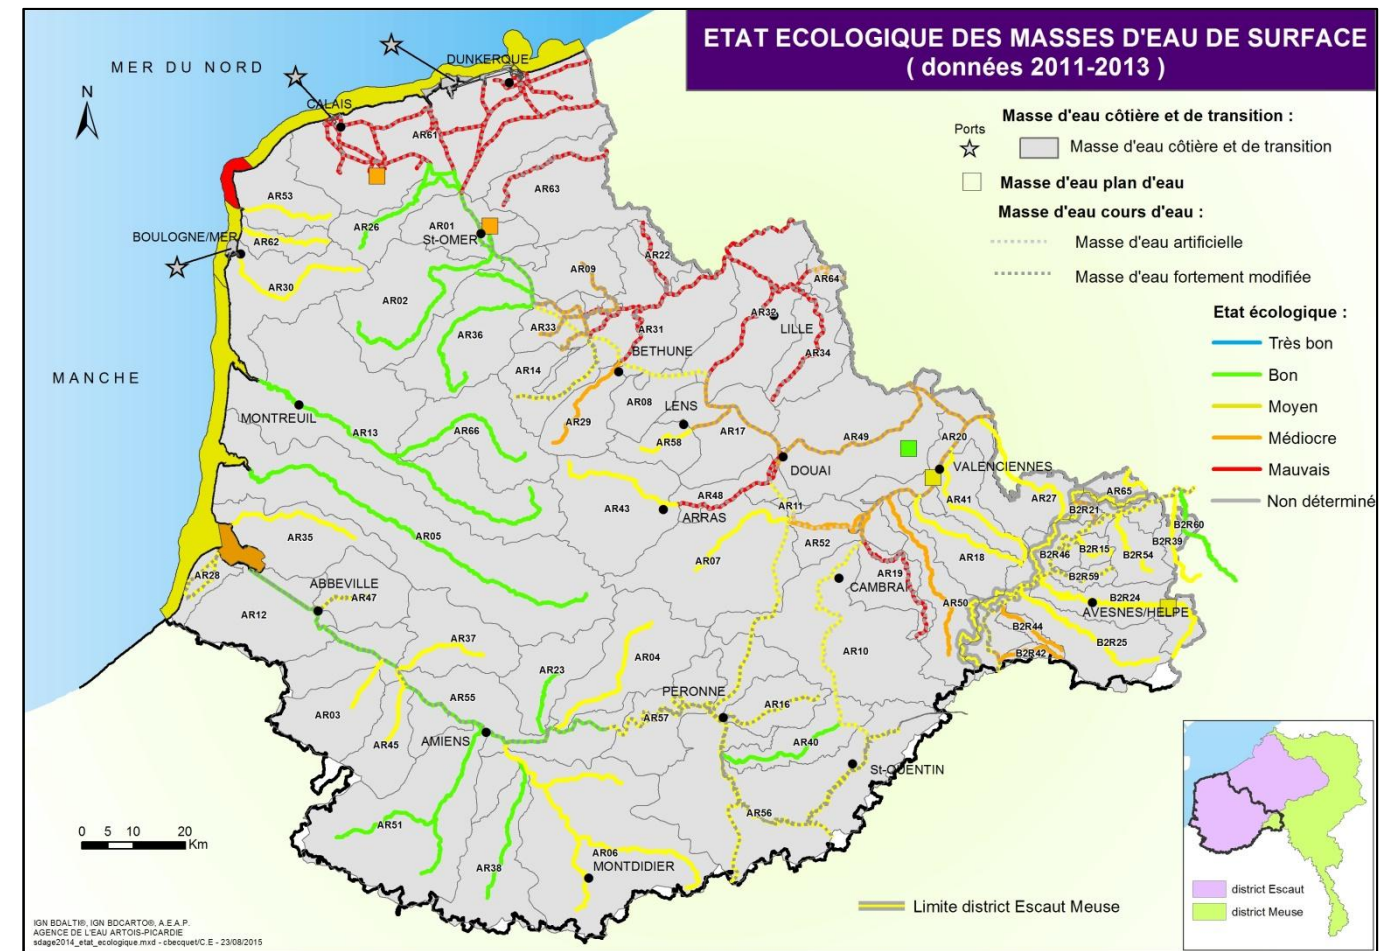 ETAT ECOLOGIQUE DES MASSES D'EAU DE SURFACE
( données 2011-2013 )
Masse d'eau côtière et de transition :
Ports
Masse d'eau côtière et de transition
Masse d'eau plan d'eau
Masse d'eau cours d'eau :
Masse d'eau artificielle
Masse d'eau fortement modifiée
Etat écologique :
Très bon
Bon
Moyen
Médiocre
Mauvais
Non déterminé
MER DU NORD
N
DUNKERQUE
CALAIS
AR61
AR63
AR53
AR26
AR01
St-OMER
BOULOGNE/MER
AR62
AR30
AR22
AR09
AR64
AR02
AR36
AR33
AR31
AR32
LILLE
AR34
BETHUNE
MANCHE
AR14
MONTREUIL
AR13
AR66
AR29
AR08
LENS
AR58
AR17
AR49
AR20
DOUAI
VALENCIENNES
AR43
AR48
ARRAS
AR11
AR41
AR27
AR65
B2R21
B2R60
AR35
AR05
AR07
AR52
AR18
B2R46
B2R15
B2R54
B2R39
B2R59
AR28
ABBEVILLE
AR47
AR12
CAMBRAI
AR19
AR50
B2R24
AVESNES/HELPE
B2R44
B2R25
B2R42
AR37
AR23
AR04
AR10
PERONNE
AR03
AR55
AR57
AR16
AR45
AMIENS
AR40
St-QUENTIN
AR51
AR56
AR38
AR06
MONTDIDIER
0 5 10 20
Km
district Escaut
district Meuse
Limite district Escaut Meuse
IGN BDALTI®, IGN BDCARTO®, A.E.A.P.
AGENCE DE L'EAU ARTOIS-PICARDIE
sdage2014_etat_ecologique.mxd - cbecquet/C.E - 23/08/2015